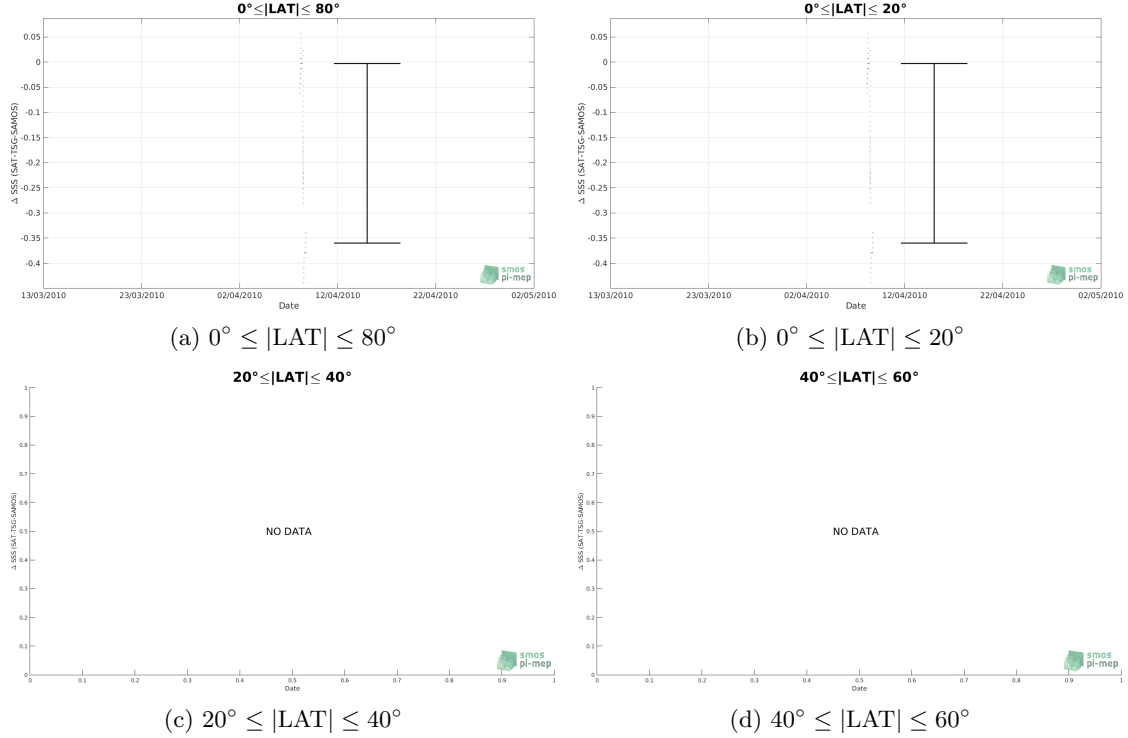 0°≤|LAT|≤ 80°
Δ SSS (SAT-TSG-SAMOS)
0.05
0
-0.05
-0.1
-0.15
-0.2
-0.25
-0.3
-0.35
-0.4
13/03/2010 23/03/2010 02/04/2010 12/04/2010 22/04/2010 02/05/2010
Date
smos
pi-mep
(a) 0° ≤ |LAT| ≤ 80°
0°≤|LAT|≤ 20°
Δ SSS (SAT-TSG-SAMOS)
0.05
0
-0.05
-0.1
-0.15
-0.2
-0.25
-0.3
-0.35
-0.4
13/03/2010 23/03/2010 02/04/2010 12/04/2010 22/04/2010 02/05/2010
Date
smos
pi-mep
(b) 0° ≤ |LAT| ≤ 20°
20°≤|LAT|≤ 40°
Δ SSS (SAT-TSG-SAMOS)
1
0.9
0.8
0.7
0.6
0.5
0.4
0.3
0.2
0.1
0
NO DATA
0 0.1 0.2 0.3 0.4 0.5 0.6 0.7 0.8 0.9 1
Date
smos
pi-mep
(c) 20° ≤ |LAT| ≤ 40°
40°≤|LAT|≤ 60°
Δ SSS (SAT-TSG-SAMOS)
1
0.9
0.8
0.7
0.6
0.5
0.4
0.3
0.2
0.1
0
NO DATA
0 0.1 0.2 0.3 0.4 0.5 0.6 0.7 0.8 0.9 1
Date
smos
pi-mep
(d) 40° ≤ |LAT| ≤ 60°